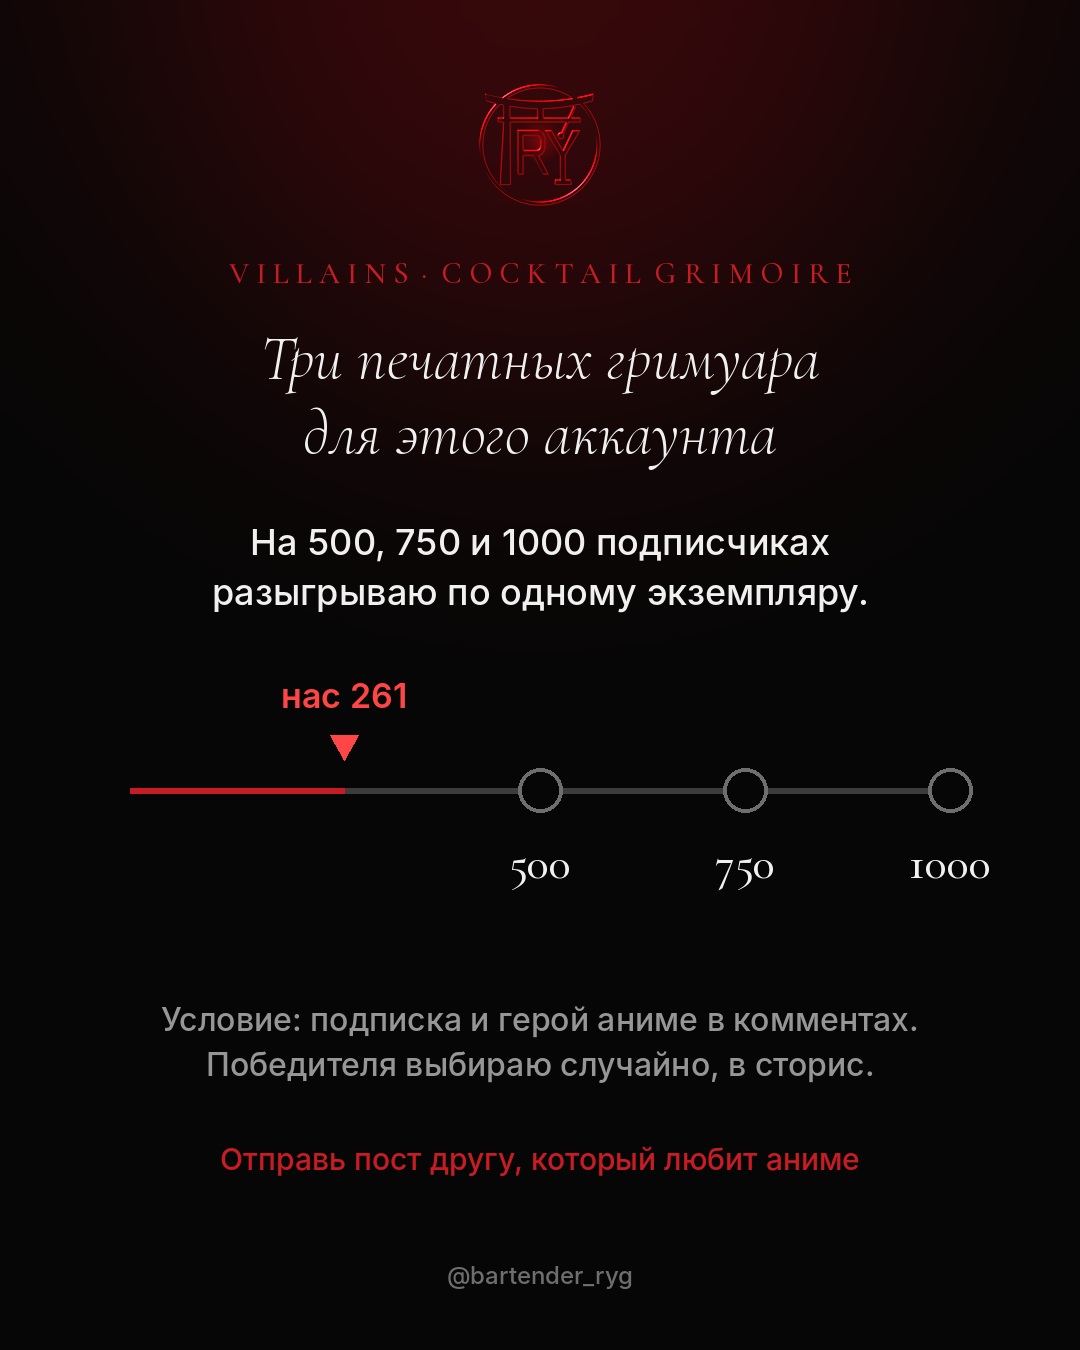 RY
VILLAINS · COCKTAIL GRIMOIRE
Три печатных гримуара
для этого аккаунта
На 500, 750 и 1000 подписчиках
разыгрываю по одному экземпляру.
нас 261
500 750 1000
Условие: подписка и герой аниме в комментах.
Победителя выбираю случайно, в сторис.
Отправь пост другу, который любит аниме
@bartender_ryg